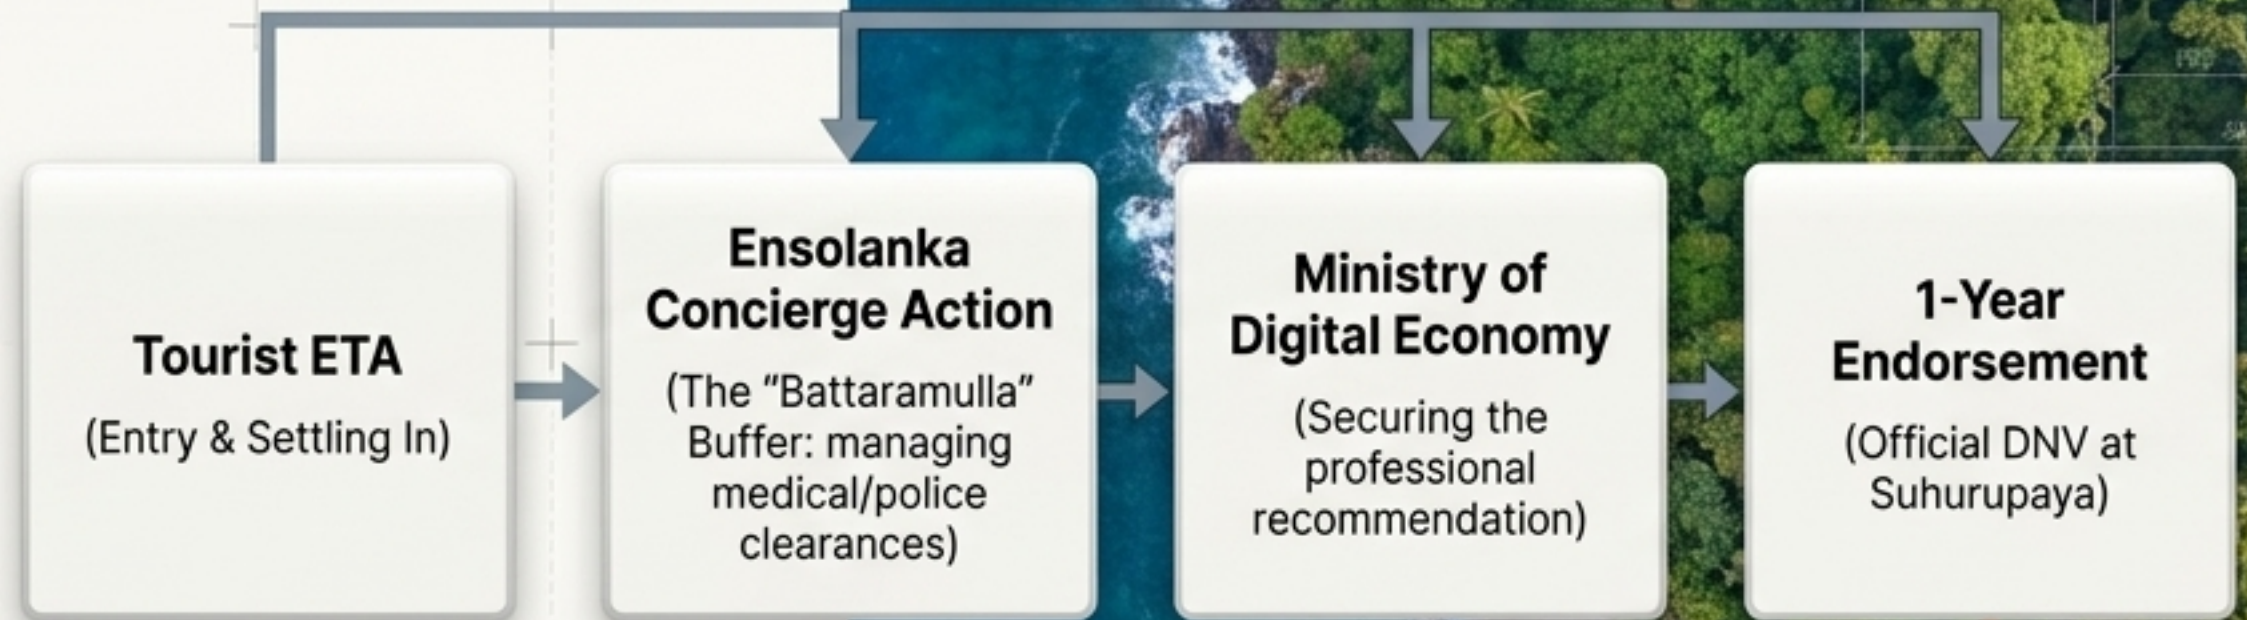 Tourist ETA
(Entry & Settling In)
Ensolanka
Concierge Action
(The “Battaramulla”
Buffer: managing
medical/police
clearances)
Ministry of
Digital Economy
(Securing the
professional
recommendation)
1-Year
Endorsement
(Official DNV at
Suhurupaya)